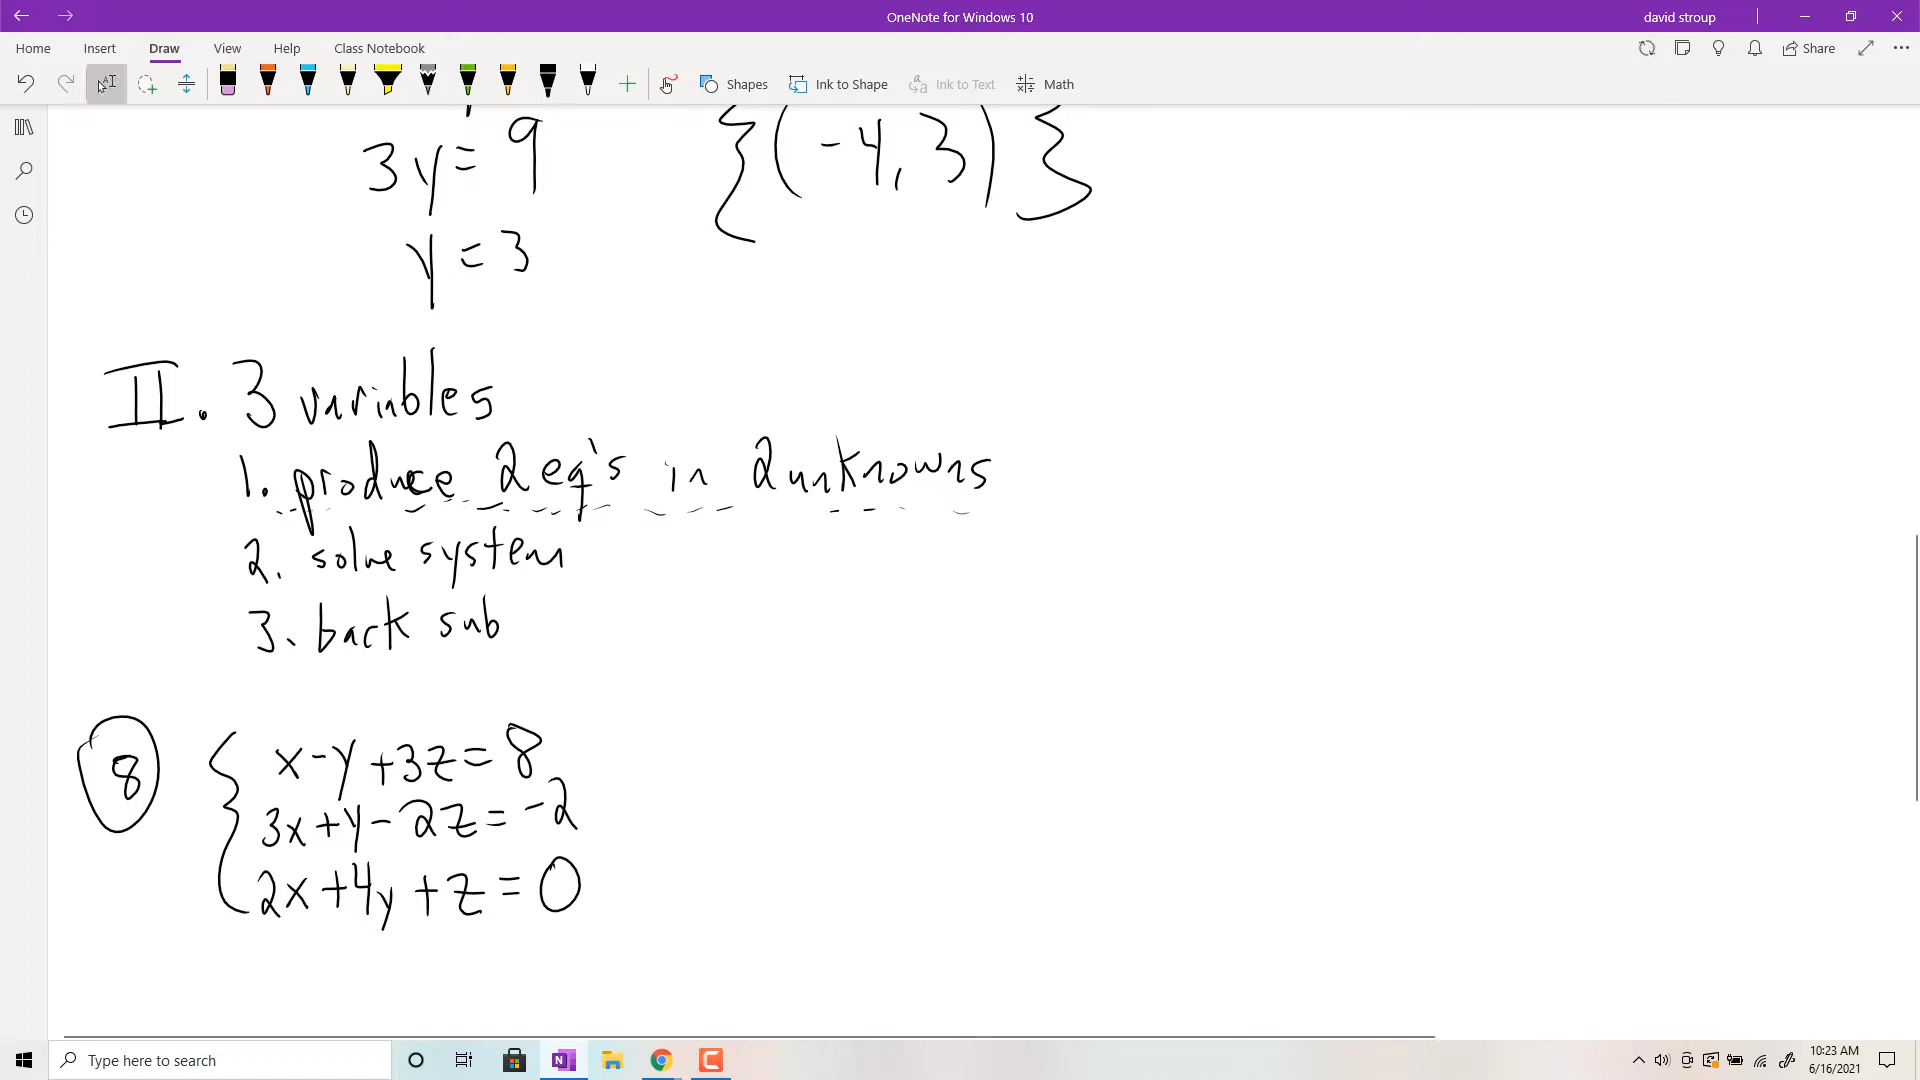 OneNote for Windows 10
david stroup
Home Insert Draw View Help Class Notebook
Share
Shapes Ink to Shape Ink to Text Math
3y = 9
{(-4, 3)}
y = 3
II. 3 variables
1. produce 2 eq's in 2 unknowns
2. solve system
3. back sub
8
x - y + 3z = 8
3x + y - 2z = -2
2x + 4y + z = 0
Type here to search
10:23 AM
6/16/2021